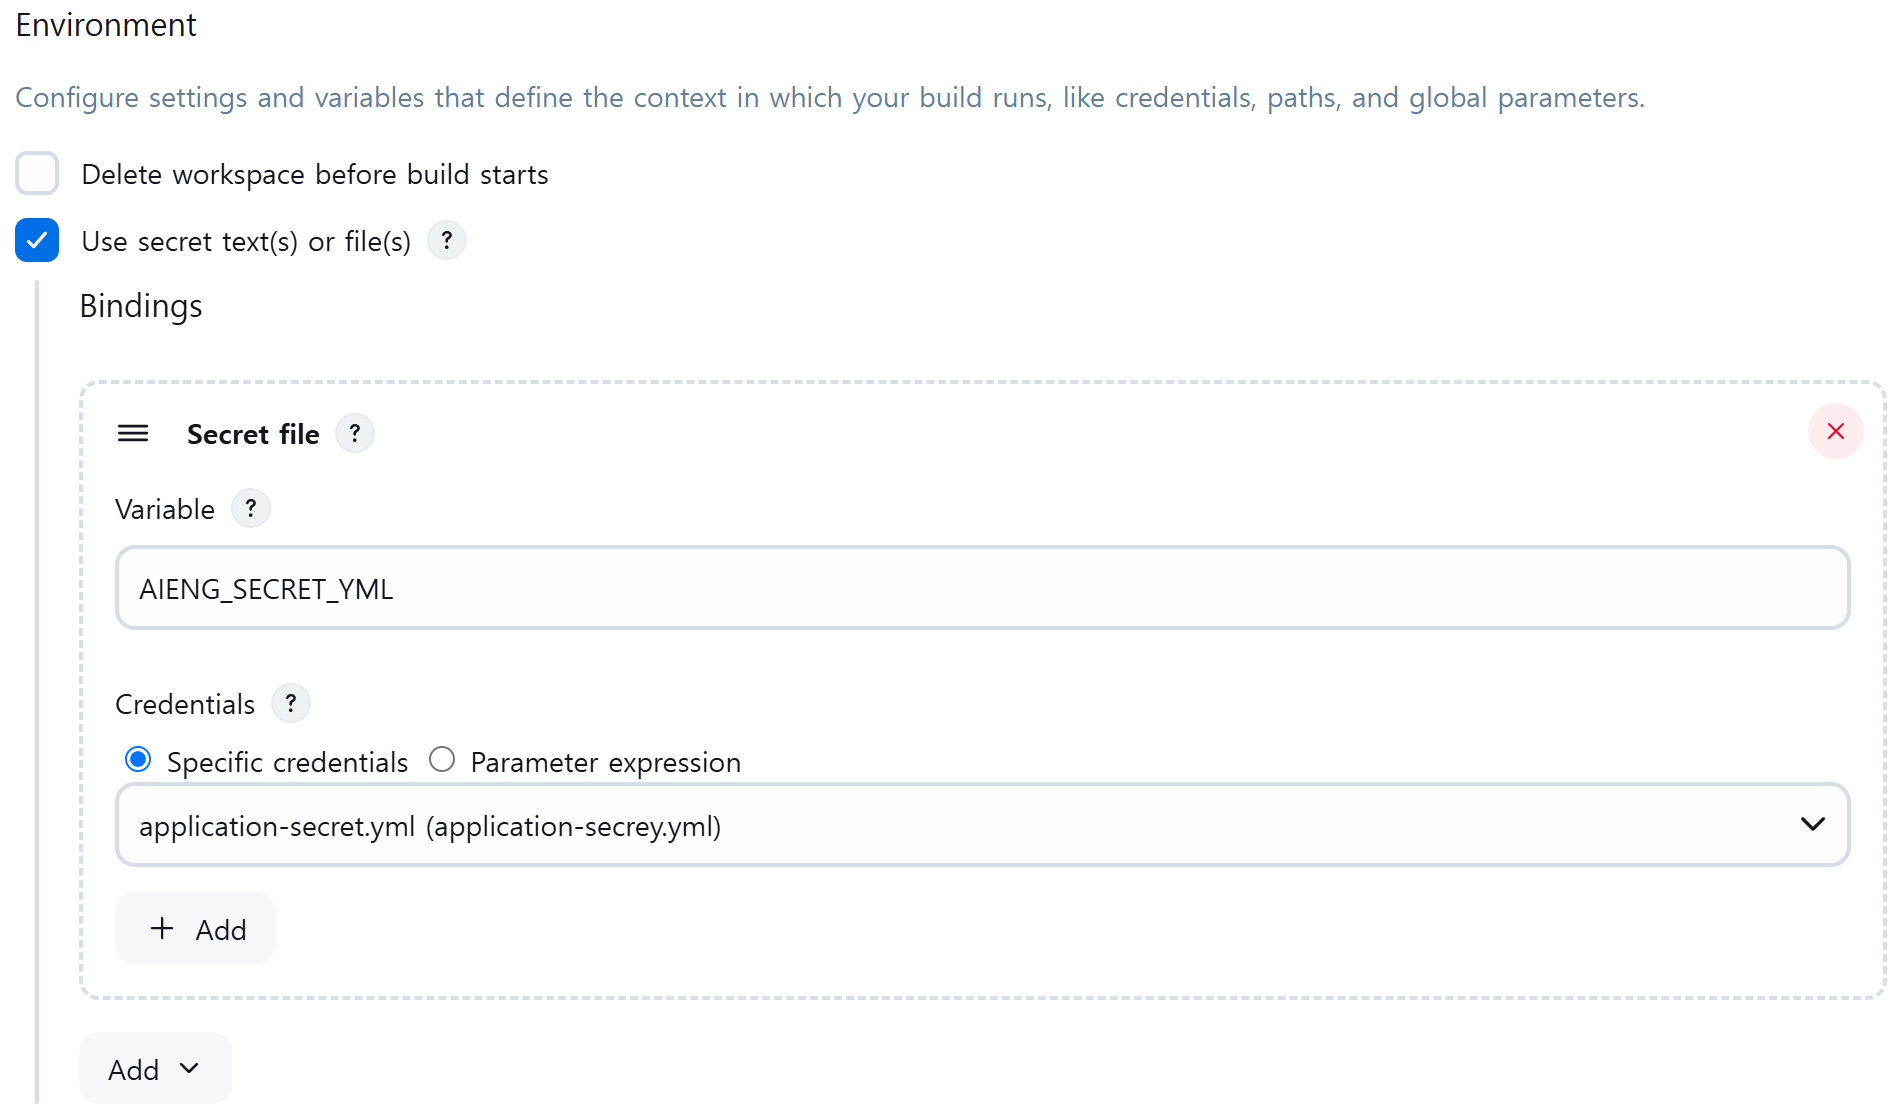 Environment
Configure settings and variables that define the context in which your build runs, like credentials, paths, and global parameters.
Delete workspace before build starts
Use secret text(s) or file(s) ?
Bindings
Secret file ?
Variable ?
AIENG_SECRET_YML
Credentials ?
Specific credentials Parameter expression
application-secret.yml (application-secrey.yml)
+ Add
Add